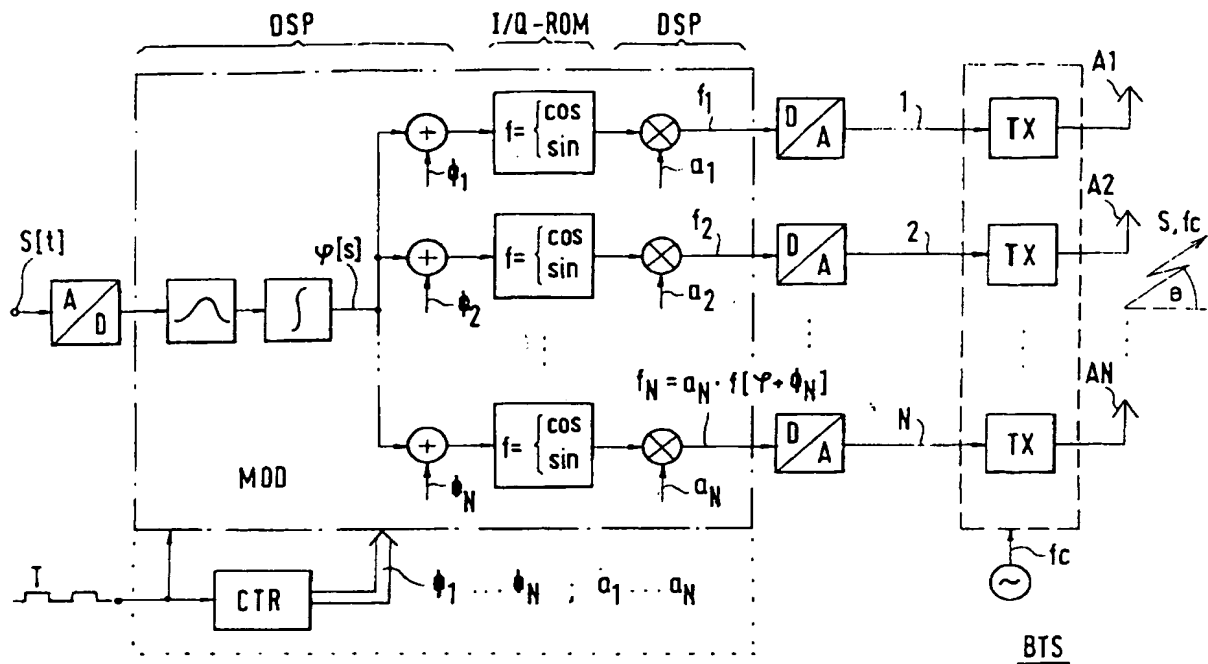 DSP I/Q-ROM DSP
A1
f= { cos sin
f1
D A
1
TX
ϕ1
a1
A2
S[t]
φ[s]
f= { cos sin
f2
D A
2
TX
S, fc
θ
A D
∫
ϕ2
a2
fN = aN · f[φ + ϕN]
AN
f= { cos sin
D A
N
TX
MOD
ϕN
aN
fc
T
CTR
ϕ1 ... ϕN ; a1 ... aN
BTS